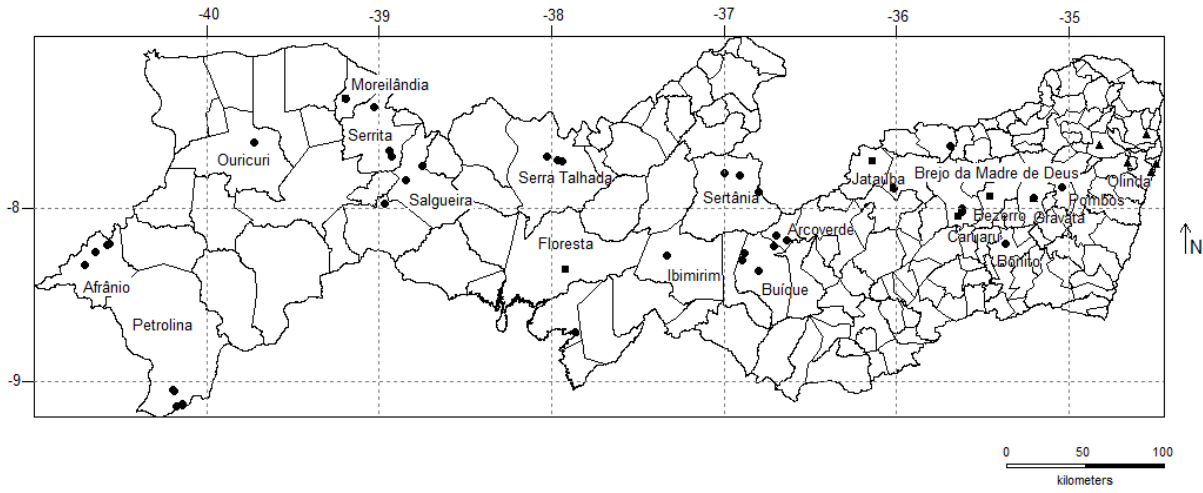 -40 -39 -38 -37 -36 -35
Moreilândia
Serrita
Ouricuri
Serra Talhada
Brejo da Madre de Deus
Jataúba
Olinda
Salgueira
Sertânia
Pombos
-8
Bezerro
Gravatá
Arcoverde
Caruaru
Floresta
N
Bonito
Ibimirim
Afrânio
Buíque
Petrolina
-9
0 50 100
kilometers